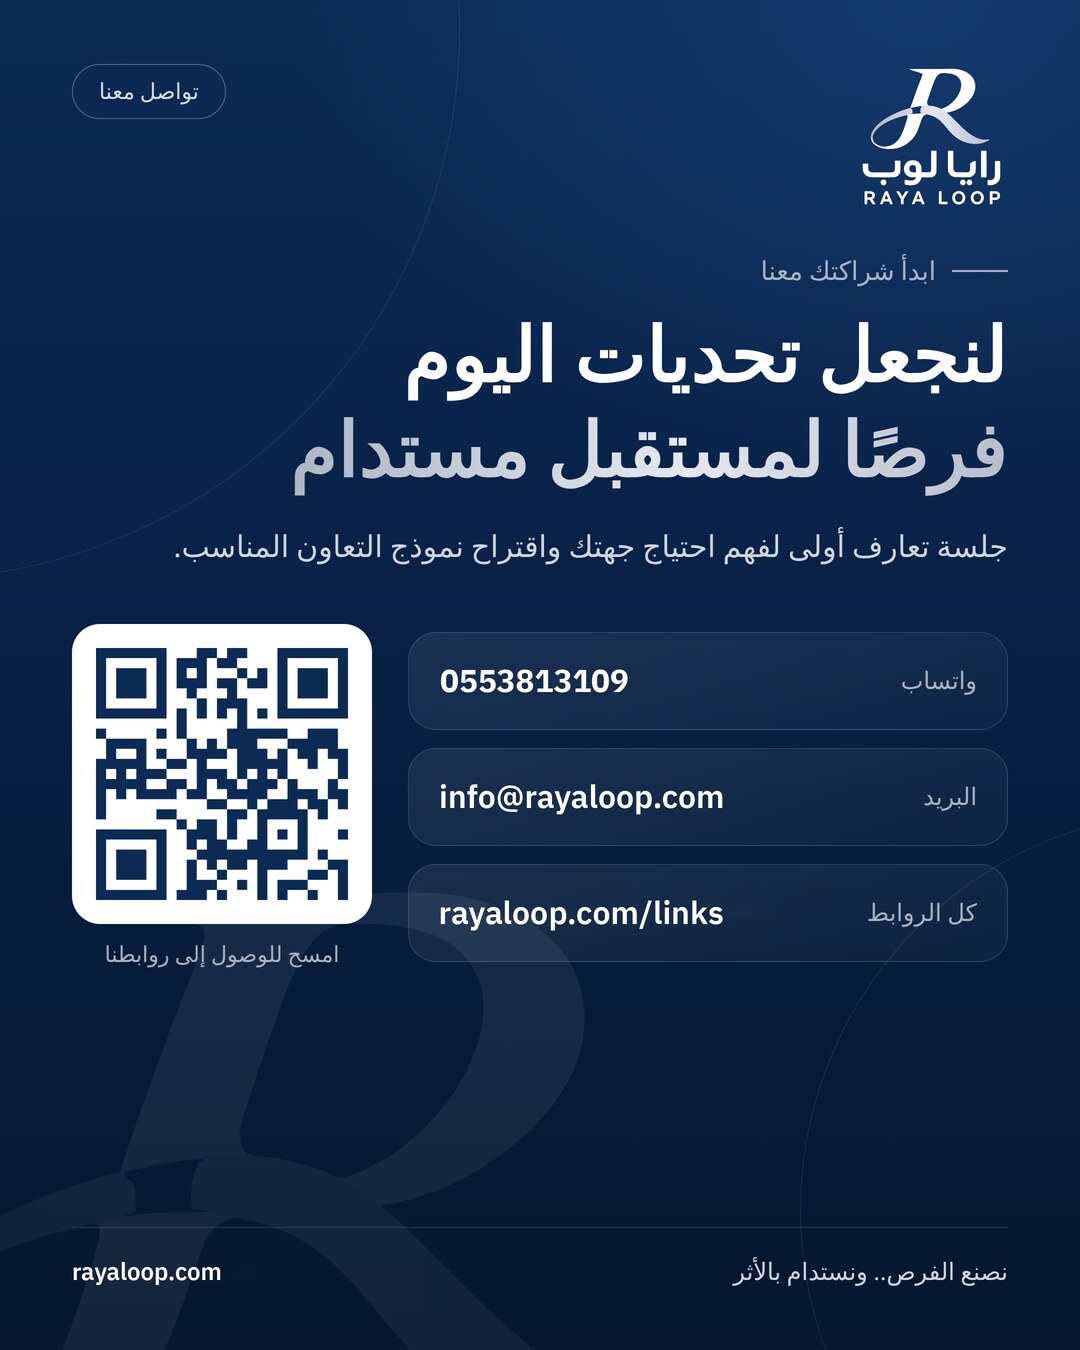 تواصل معنا
رايا لوب
RAYA LOOP
ابدأ شراكتك معنا
لنجعل تحديات اليوم
فرصًا لمستقبل مستدام
جلسة تعارف أولى لفهم احتياج جهتك واقتراح نموذج التعاون المناسب.
واتساب 0553813109
البريد info@rayaloop.com
كل الروابط rayaloop.com/links
امسح للوصول إلى روابطنا
نصنع الفرص.. ونستدام بالأثر
rayaloop.com